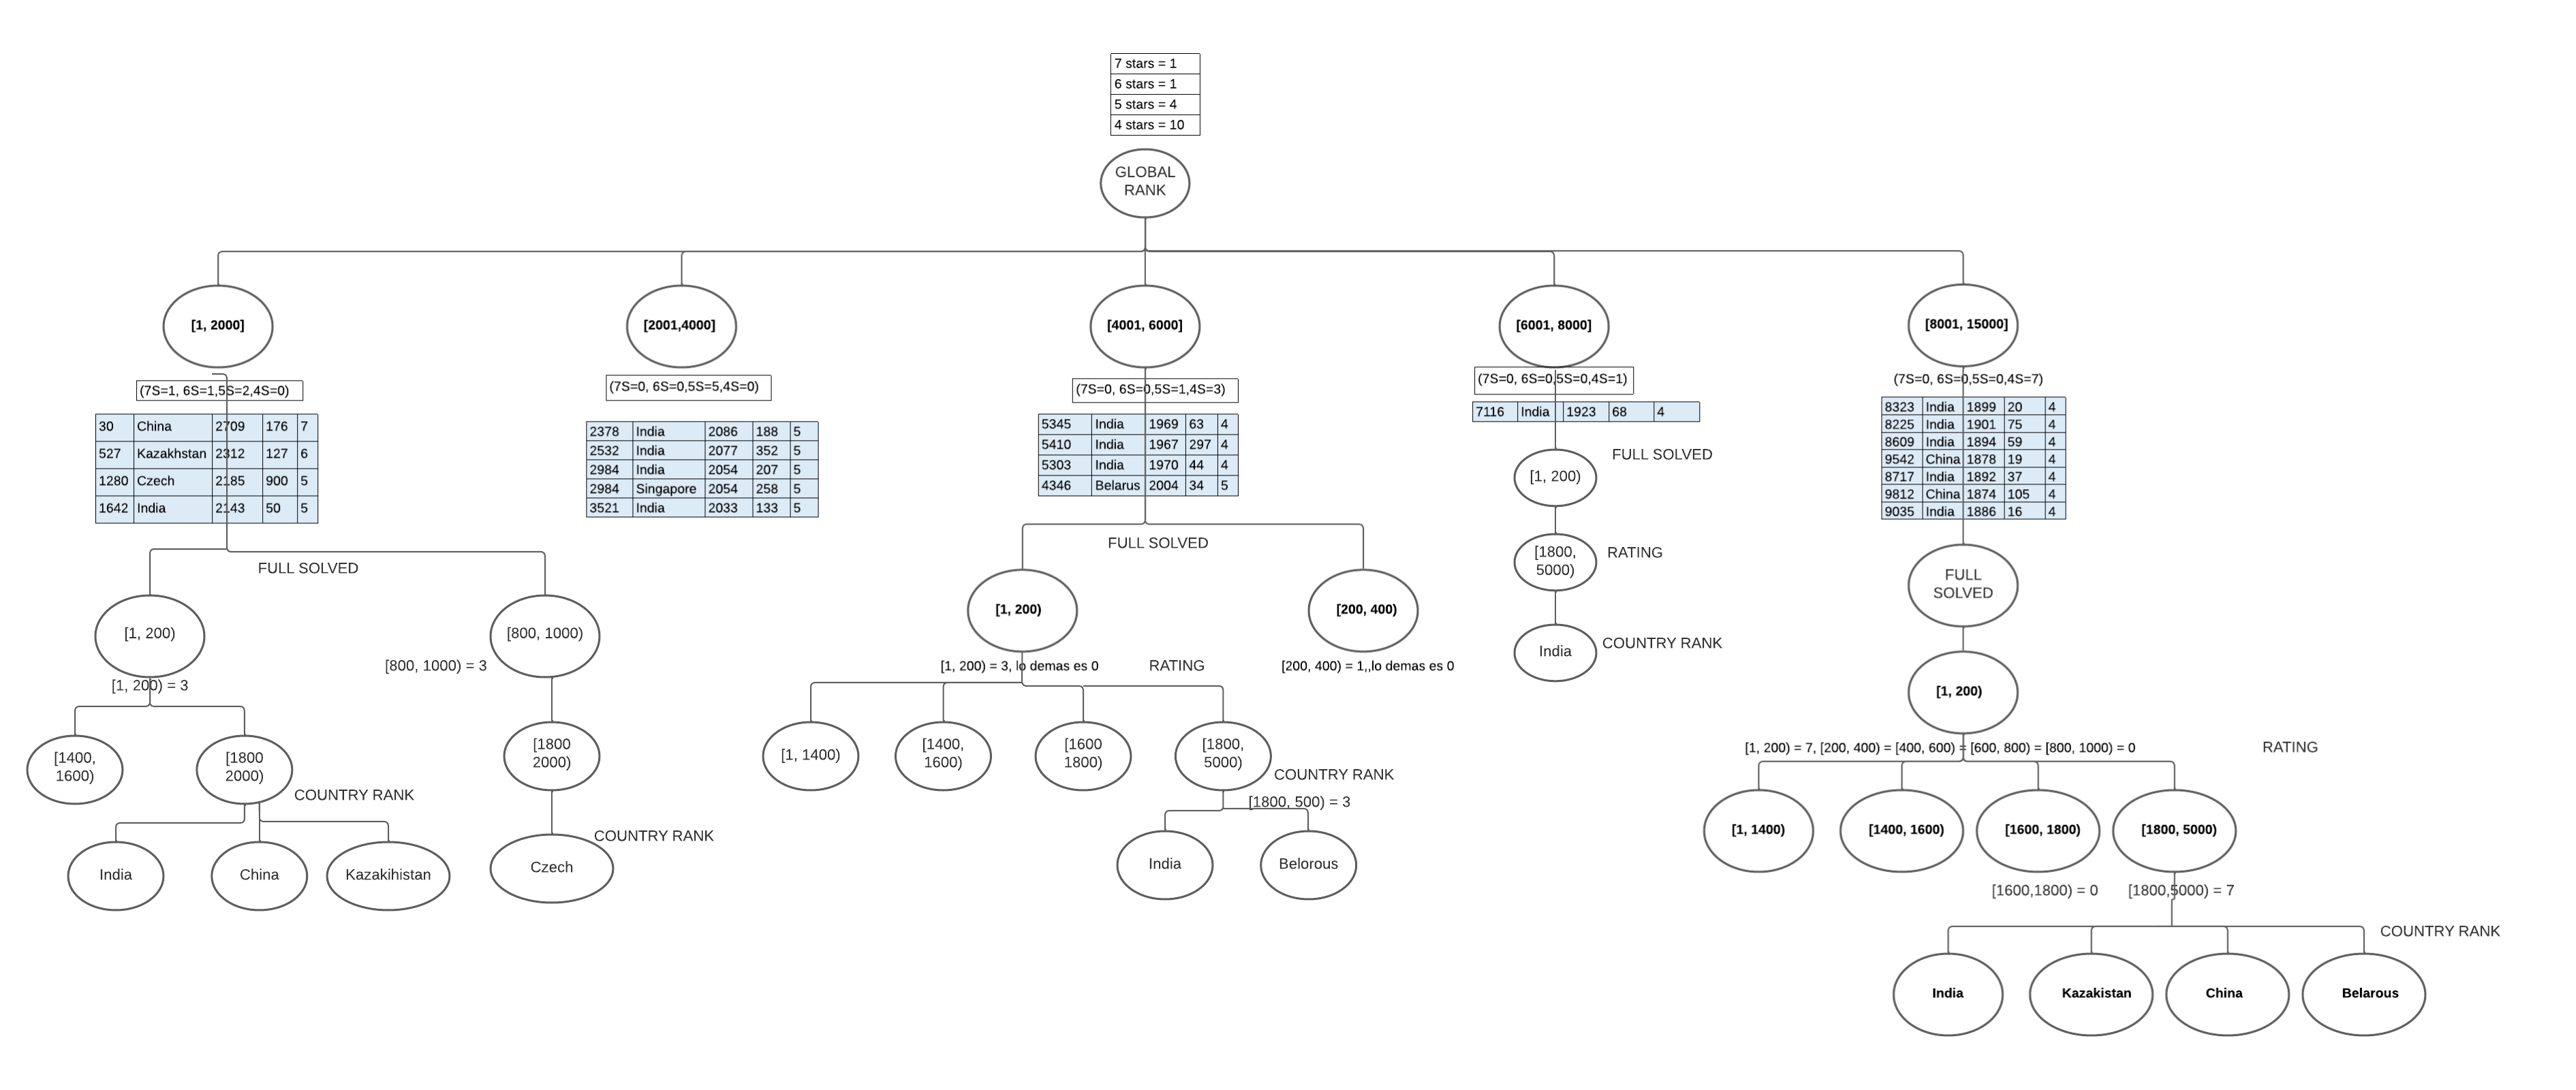 7 stars = 1
6 stars = 1
5 stars = 4
4 stars = 10
GLOBAL
RANK
[1, 2000]
[2001,4000]
[4001, 6000]
[6001, 8000]
[8001, 15000]
(7S=1, 6S=1,5S=2,4S=0)
30 China 2709 176 7
527 Kazakhstan 2312 127 6
1280 Czech 2185 900 5
1642 India 2143 50 5
(7S=0, 6S=0,5S=5,4S=0)
2378 India 2086 188 5
2532 India 2077 352 5
2984 India 2054 207 5
2984 Singapore 2054 258 5
3521 India 2033 133 5
(7S=0, 6S=0,5S=1,4S=3)
5345 India 1969 63 4
5410 India 1967 297 4
5303 India 1970 44 4
4346 Belarus 2004 34 5
(7S=0, 6S=0,5S=0,4S=1)
7116 India 1923 68 4
(7S=0, 6S=0,5S=0,4S=7)
8323 India 1899 20 4
8225 India 1901 75 4
8609 India 1894 59 4
9542 China 1878 19 4
8717 India 1892 37 4
9812 China 1874 105 4
9035 India 1886 16 4
FULL SOLVED
[1, 200)
[800, 1000)
[800, 1000) = 3
[1, 200) = 3
[1400,
1600)
[1800
2000)
COUNTRY RANK
India
China
Kazakihistan
[1800
2000)
COUNTRY RANK
Czech
FULL SOLVED
[1, 200)
[200, 400)
[1, 200) = 3, lo demas es 0
RATING
[200, 400) = 1,,lo demas es 0
[1, 1400)
[1400,
1600)
[1600
1800)
[1800,
5000)
COUNTRY RANK
[1800, 500) = 3
India
Belorous
FULL SOLVED
[1, 200)
[1800,
5000)
RATING
India
COUNTRY RANK
FULL
SOLVED
[1, 200)
[1, 200) = 7, [200, 400) = [400, 600) = [600, 800) = [800, 1000) = 0
RATING
[1, 1400)
[1400, 1600)
[1600, 1800)
[1800, 5000)
[1600,1800) = 0
[1800,5000) = 7
COUNTRY RANK
India
Kazakistan
China
Belarous